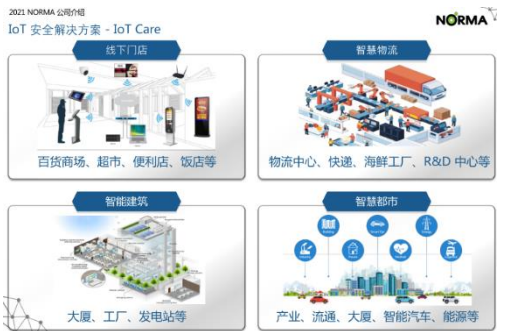 2021 NORMA 公司介绍
NORMA
IoT 安全解决方案 - IoT Care
线下门店
智慧物流
百货商场、超市、便利店、饭店等
物流中心、快递、海鲜工厂、R&D 中心等
智能建筑
智慧都市
大厦、工厂、发电站等
产业、流通、大厦、智能汽车、能源等